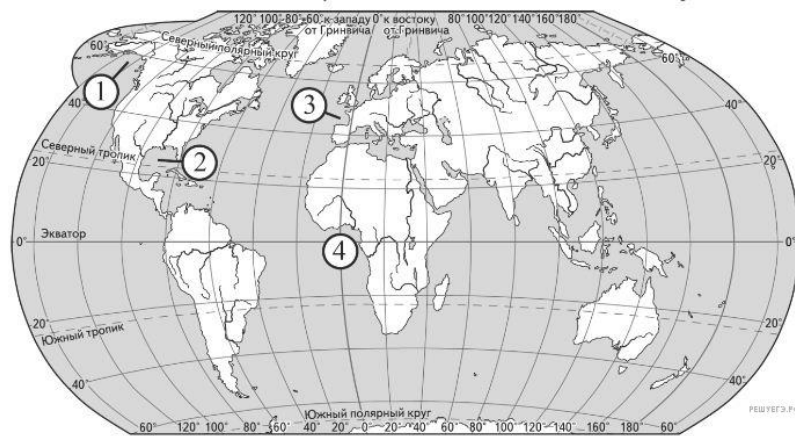 120° 100°-80°-60° к западу 0° к востоку 80° 100°120°140°160°180°
от Гринвича от Гринвича
60° Северный полярный круг 60°
1
3
40° 40°
Северный тропик 2
20° 20°
Экватор
0° 4 0°
20° 20°
Южный тропик
40° 40°
Южный полярный круг
60° 120° 100° 80° 60° 40° 20° 0° 20° 40° 60° 80° 100° 120° 140° 160° 60°